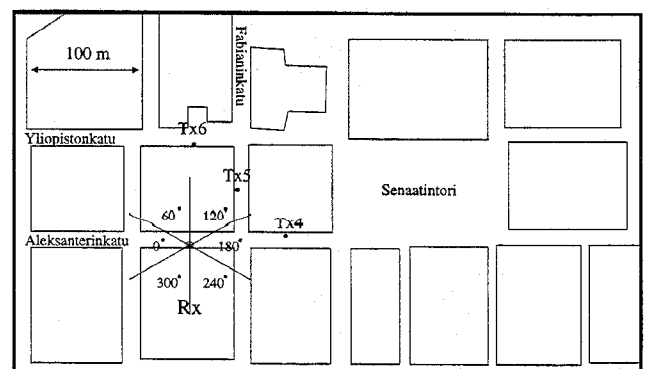 100 m
Fabianinkatu
Tx6
Yliopistonkatu
Tx5
Senaatintori
60° 120°
Tx4
Aleksanterinkatu
0° 180°
300° 240°
Rx